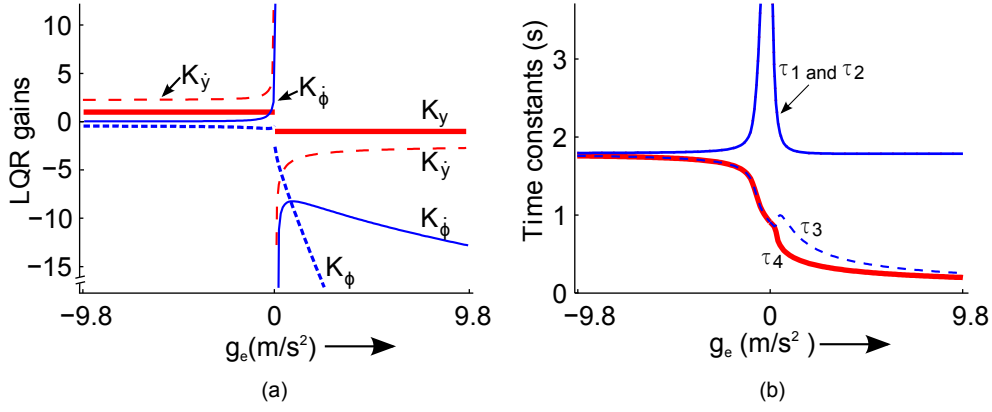 10
5
0
−5
−10
−15
LQR gains
K_ẏ
K_ϕ̇
K_y
K_ẏ
K_ϕ̇
K_ϕ
−9.8
0
9.8
g_e(m/s²)
(a)
3
2
1
0
Time constants (s)
τ1 and τ2
τ3
τ4
−9.8
0
9.8
g_e (m/s²)
(b)